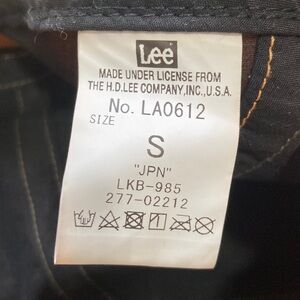 Lee
MADE UNDER LICENSE FROM
THE H.D.LEE COMPANY,INC.,U.S.A.
No. LA0612
SIZE
S
"JPN"
LKB-985
277-02212